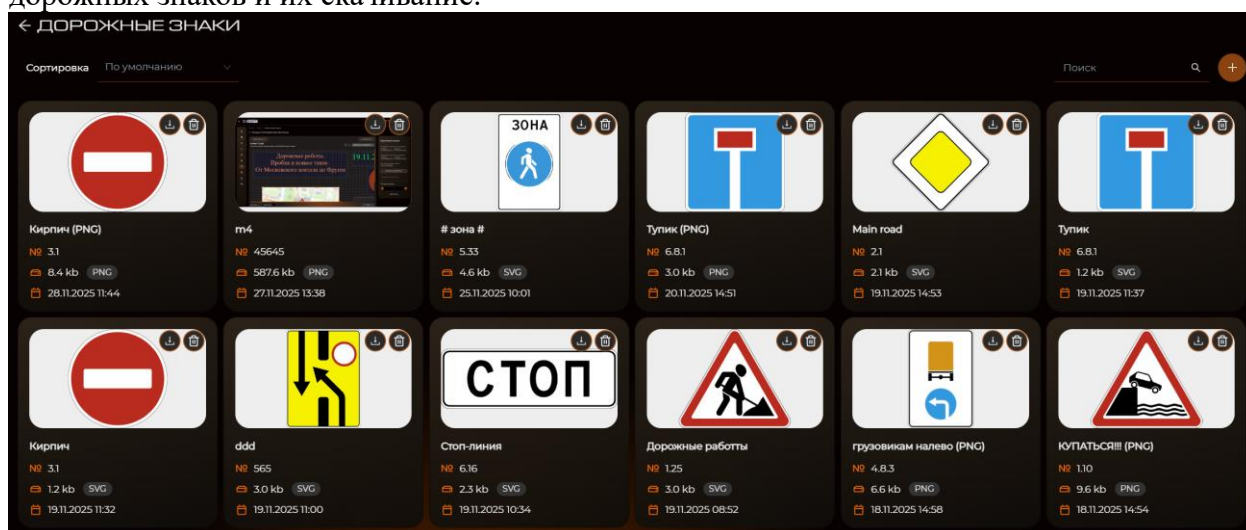 дорожных знаков и их скачивание.
← ДОРОЖНЫЕ ЗНАКИ
Сортировка По умолчанию
Поиск
ЗОНА
Дорожные работы.
19.11.2
Кирпич (PNG)
m4
# зона #
Тупик (PNG)
Main road
Тупик
№ 3.1
№ 45645
№ 5.33
№ 6.8.1
№ 2.1
№ 6.8.1
8.4 kb PNG
587.6 kb PNG
4.6 kb SVG
3.0 kb PNG
2.1 kb SVG
1.2 kb SVG
28.11.2025 11:44
27.11.2025 13:38
25.11.2025 10:01
20.11.2025 14:51
19.11.2025 14:53
19.11.2025 11:37
СТОП
Кирпич
ddd
Стоп-линия
Дорожные работты
грузовикам налево (PNG)
КУПАТЬСЯ!!! (PNG)
№ 3.1
№ 565
№ 6.16
№ 1.25
№ 4.8.3
№ 1.10
1.2 kb SVG
3.0 kb SVG
2.3 kb SVG
3.0 kb SVG
6.6 kb PNG
9.6 kb PNG
19.11.2025 11:32
19.11.2025 11:00
19.11.2025 10:34
19.11.2025 08:52
18.11.2025 14:58
18.11.2025 14:54